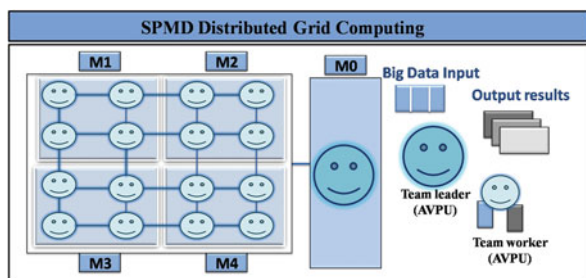 SPMD Distributed Grid Computing
M1
M2
M0
Big Data Input
Output results
Team leader
(AVPU)
Team worker
(AVPU)
M3
M4